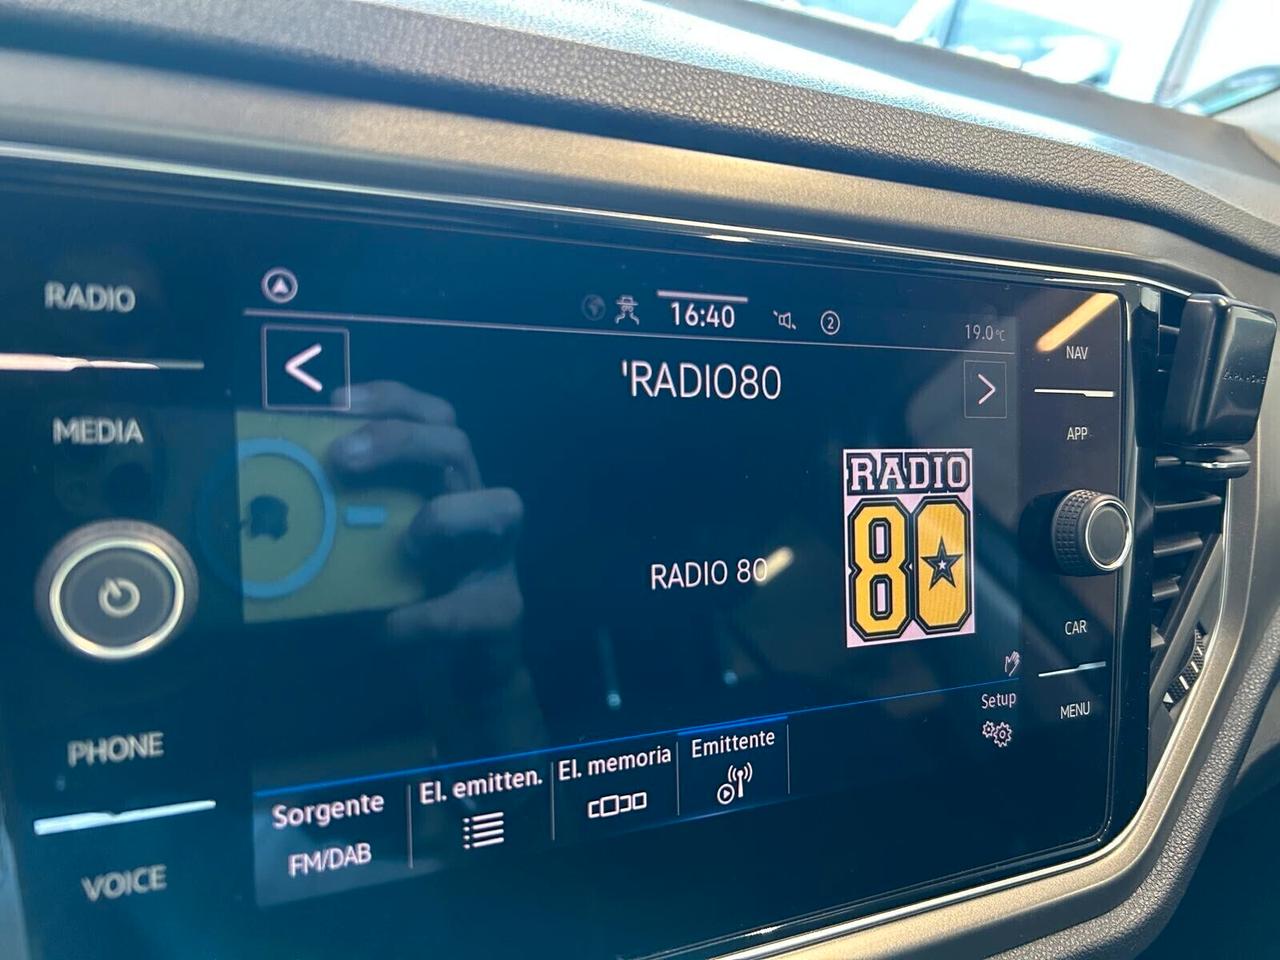 RADIO
MEDIA
PHONE
VOICE
16:40
2
19.0°C
'RADIO80
RADIO 80
RADIO
80
Setup
Sorgente
FM/DAB
El. emitten.
El. memoria
Emittente
NAV
APP
CAR
MENU